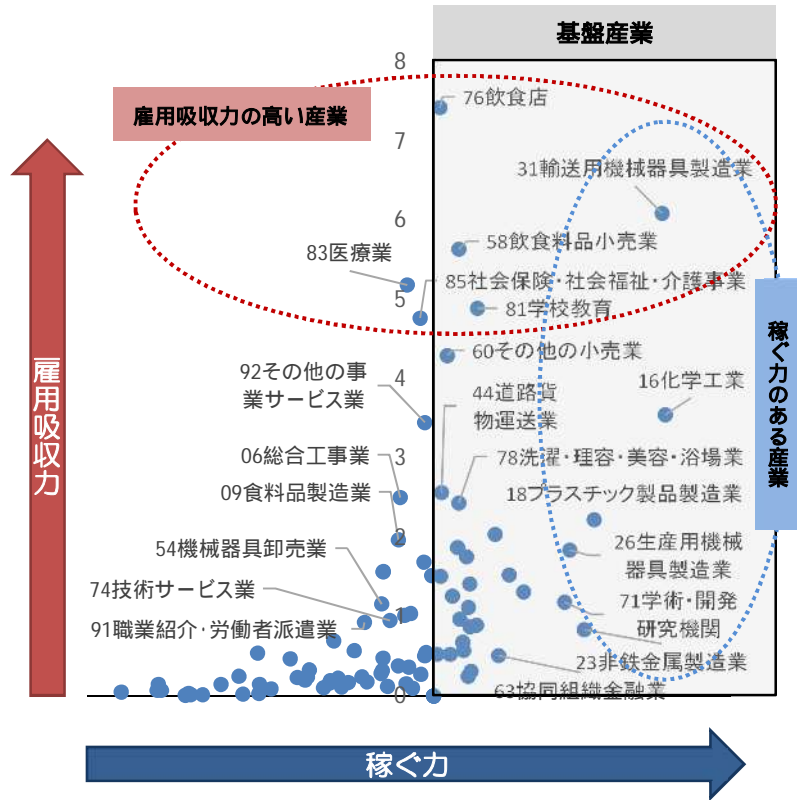 基盤産業
8
雇用吸収力の高い産業
76飲食店
7
31輸送用機械器具製造業
6
58飲食料品小売業
83医療業
85社会保険・社会福祉・介護事業
5
81学校教育
稼ぐ力のある産業
60その他の小売業
雇用吸収力
92その他の事
業サービス業
4
16化学工業
44道路貨
物運送業
06総合工事業
3
78洗濯・理容・美容・浴場業
09食料品製造業
18プラスチック製品製造業
2
54機械器具卸売業
26生産用機械
器具製造業
74技術サービス業
1
71学術・開発
研究機関
91職業紹介・労働者派遣業
23非鉄金属製造業
63協同組織金融業
0
稼ぐ力